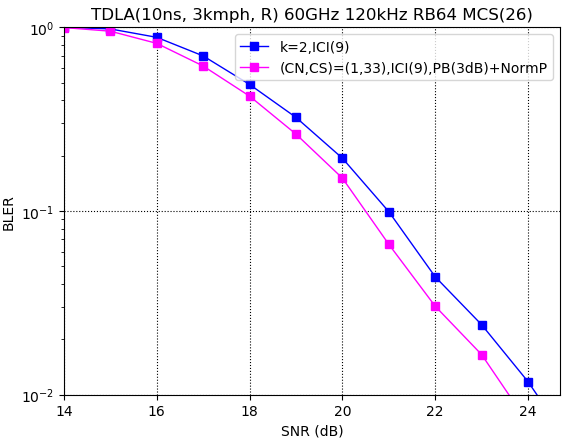 TDLA(10ns, 3kmph, R) 60GHz 120kHz RB64 MCS(26)
k=2,ICI(9)
(CN,CS)=(1,33),ICI(9),PB(3dB)+NormP
10⁰
10⁻¹
10⁻²
BLER
14 16 18 20 22 24
SNR (dB)